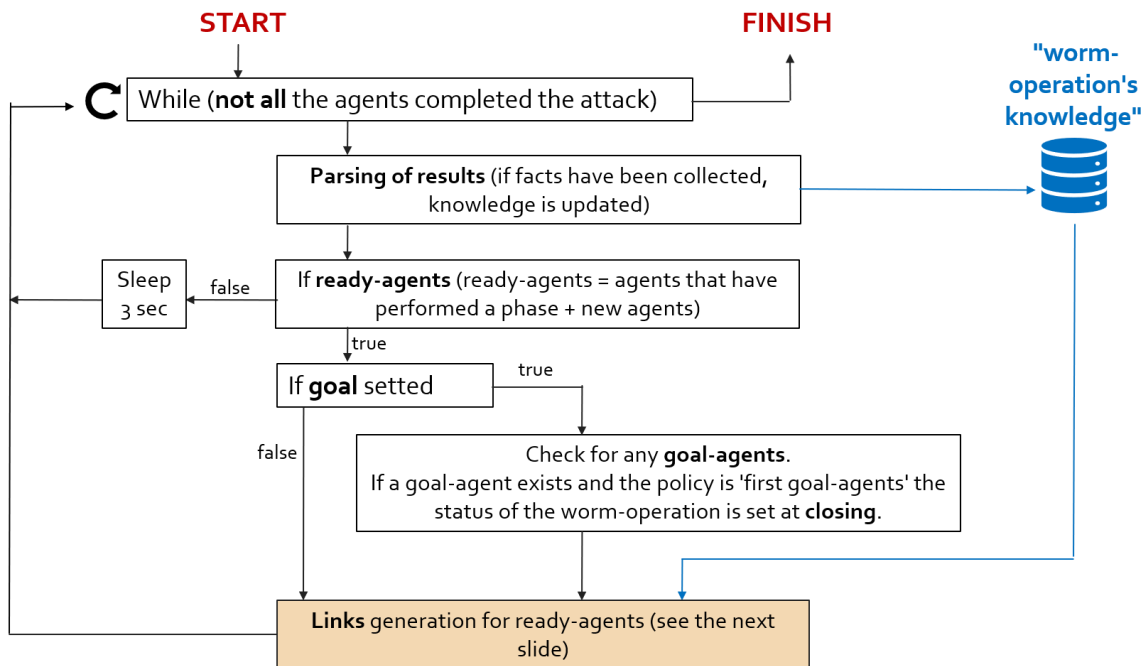 START
FINISH
"worm-
operation's
knowledge"
While (not all the agents completed the attack)
Parsing of results (if facts have been collected,
knowledge is updated)
Sleep
3 sec
false
If ready-agents (ready-agents = agents that have
performed a phase + new agents)
true
If goal setted
true
false
Check for any goal-agents.
If a goal-agent exists and the policy is 'first goal-agents' the
status of the worm-operation is set at closing.
Links generation for ready-agents (see the next
slide)